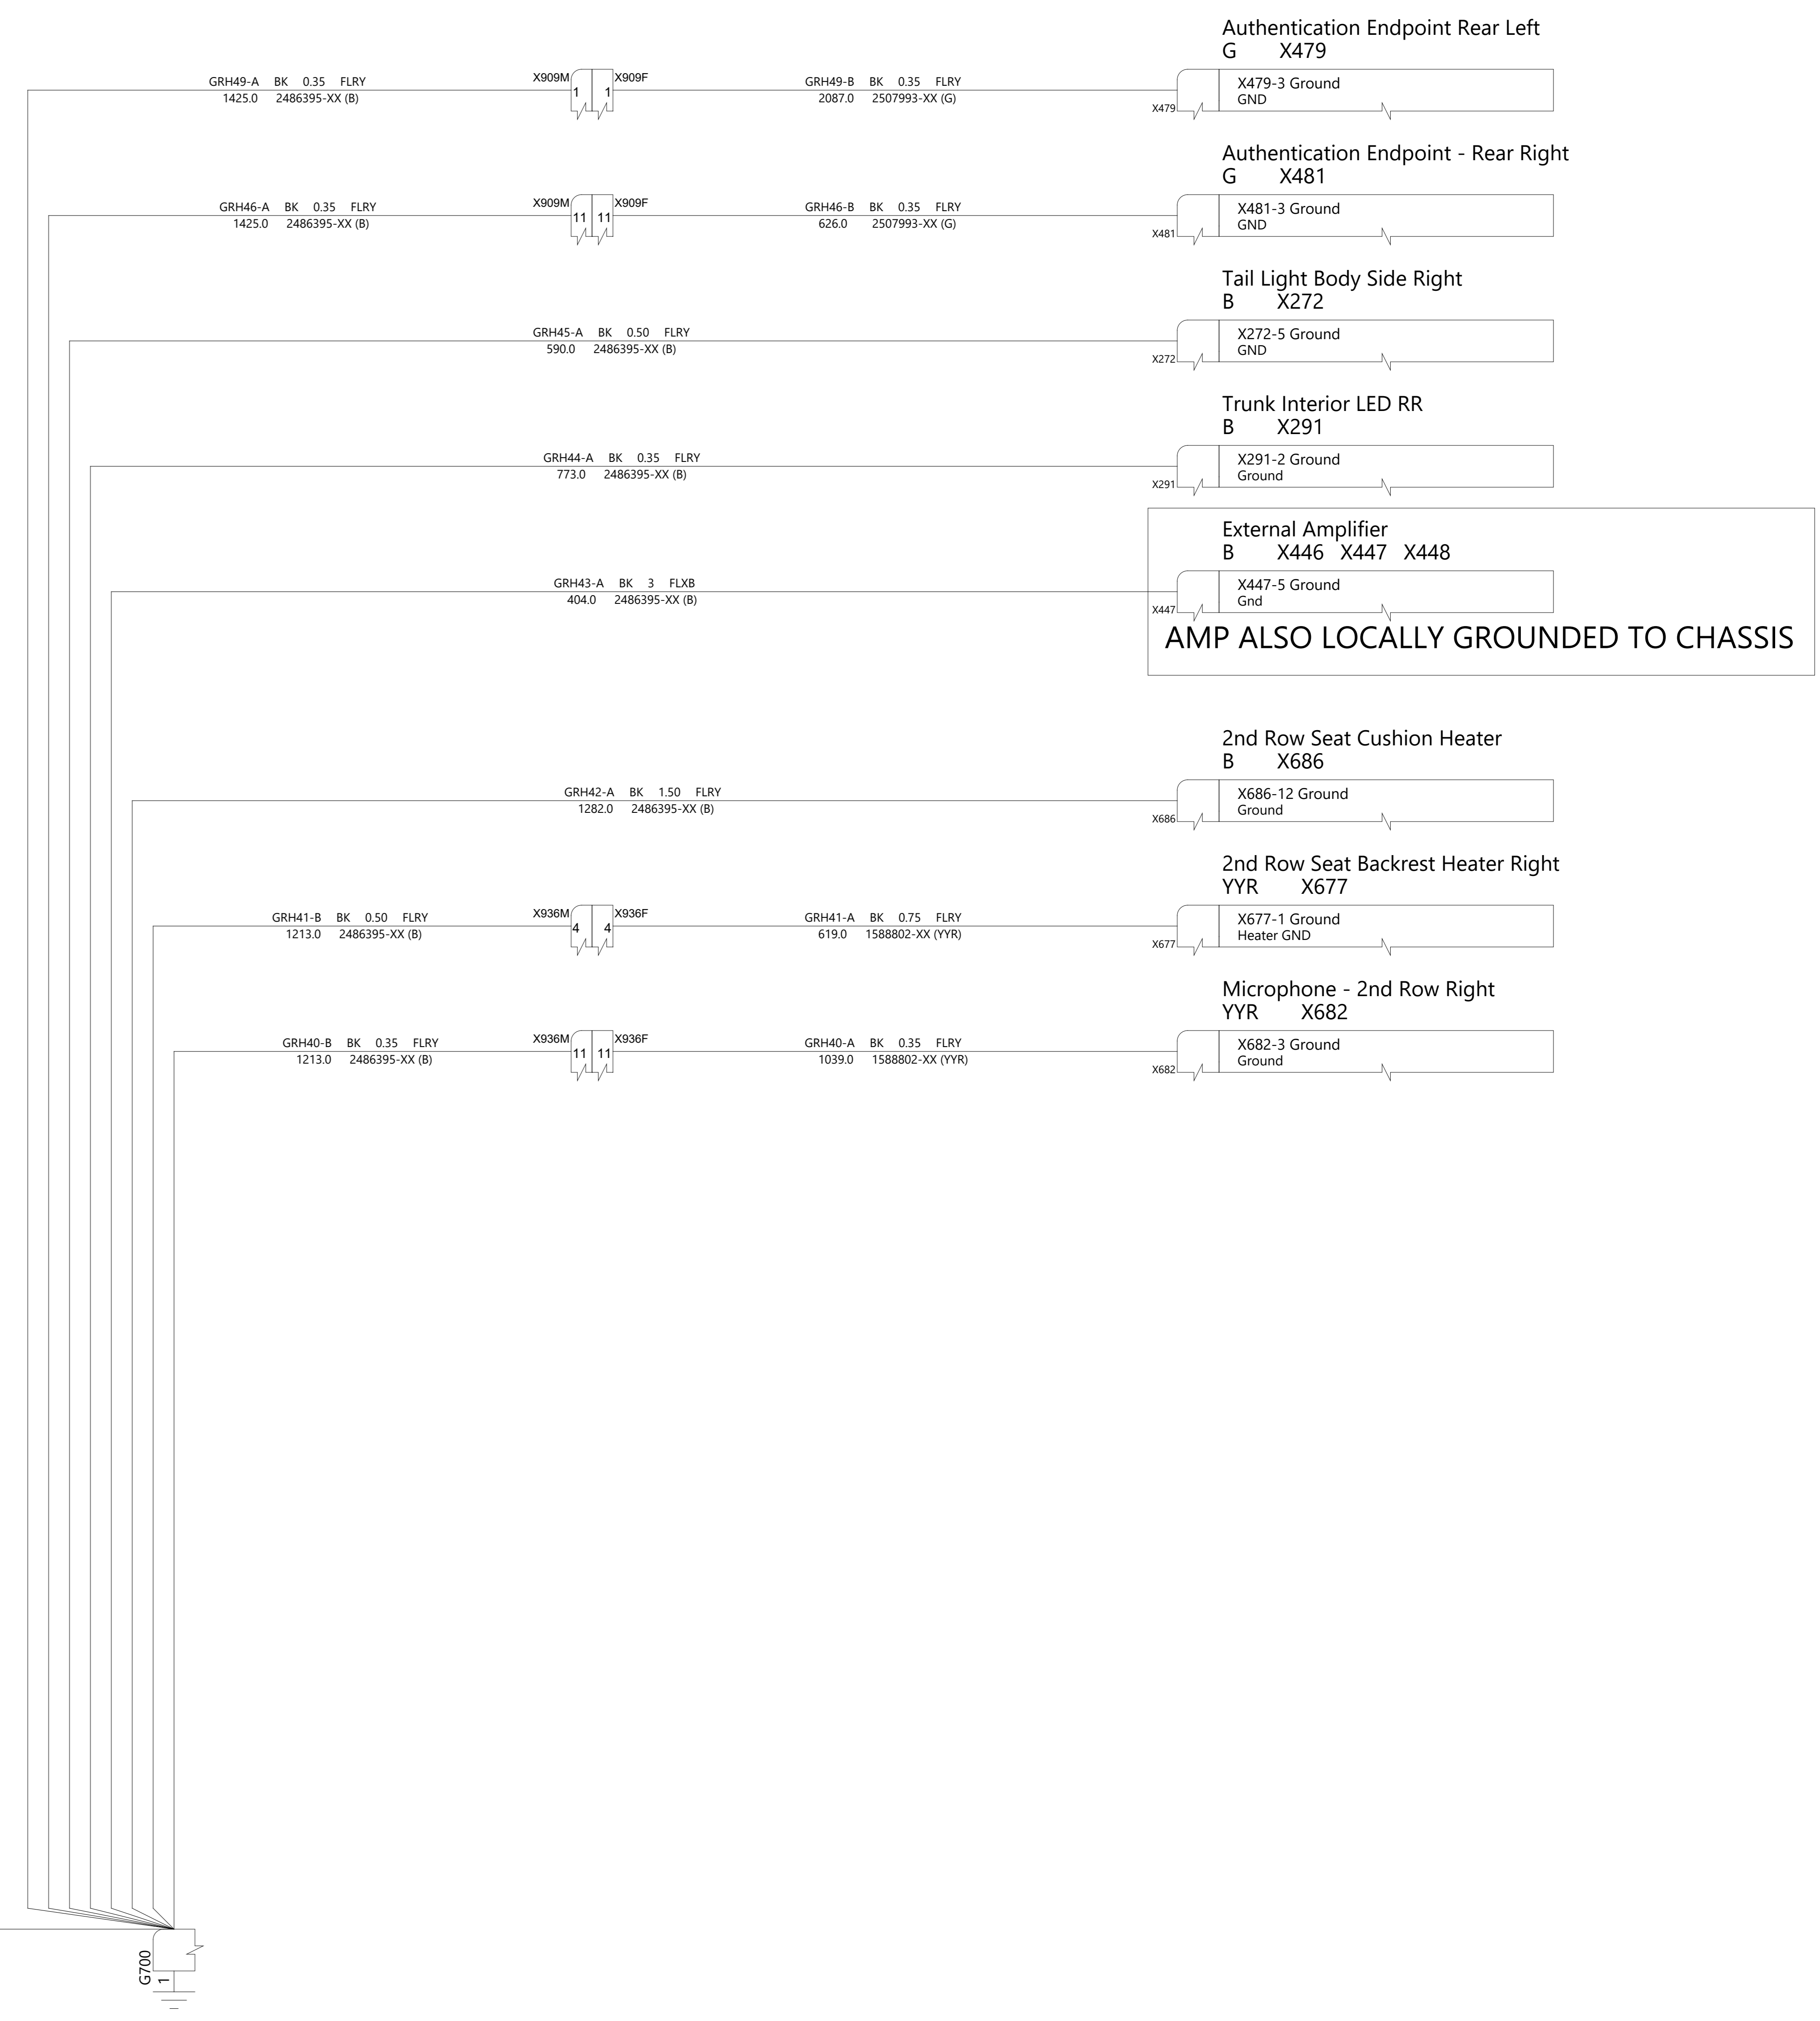 Authentication Endpoint Rear Left
G X479
GRH49-A BK 0.35 FLRY
1425.0 2486395-XX (B)
X909M
1
1
X909F
GRH49-B BK 0.35 FLRY
2087.0 2507993-XX (G)
X479
X479-3 Ground
GND
Authentication Endpoint - Rear Right
G X481
GRH46-A BK 0.35 FLRY
1425.0 2486395-XX (B)
X909M
11
11
X909F
GRH46-B BK 0.35 FLRY
626.0 2507993-XX (G)
X481
X481-3 Ground
GND
Tail Light Body Side Right
B X272
GRH45-A BK 0.50 FLRY
590.0 2486395-XX (B)
X272
X272-5 Ground
GND
Trunk Interior LED RR
B X291
GRH44-A BK 0.35 FLRY
773.0 2486395-XX (B)
X291
X291-2 Ground
Ground
External Amplifier
B X446 X447 X448
GRH43-A BK 3 FLXB
404.0 2486395-XX (B)
X447
X447-5 Ground
Gnd
AMP ALSO LOCALLY GROUNDED TO CHASSIS
2nd Row Seat Cushion Heater
B X686
GRH42-A BK 1.50 FLRY
1282.0 2486395-XX (B)
X686
X686-12 Ground
Ground
2nd Row Seat Backrest Heater Right
YYR X677
GRH41-B BK 0.50 FLRY
1213.0 2486395-XX (B)
X936M
4
4
X936F
GRH41-A BK 0.75 FLRY
619.0 1588802-XX (YYR)
X677
X677-1 Ground
Heater GND
Microphone - 2nd Row Right
YYR X682
GRH40-B BK 0.35 FLRY
1213.0 2486395-XX (B)
X936M
11
11
X936F
GRH40-A BK 0.35 FLRY
1039.0 1588802-XX (YYR)
X682
X682-3 Ground
Ground
G700
1